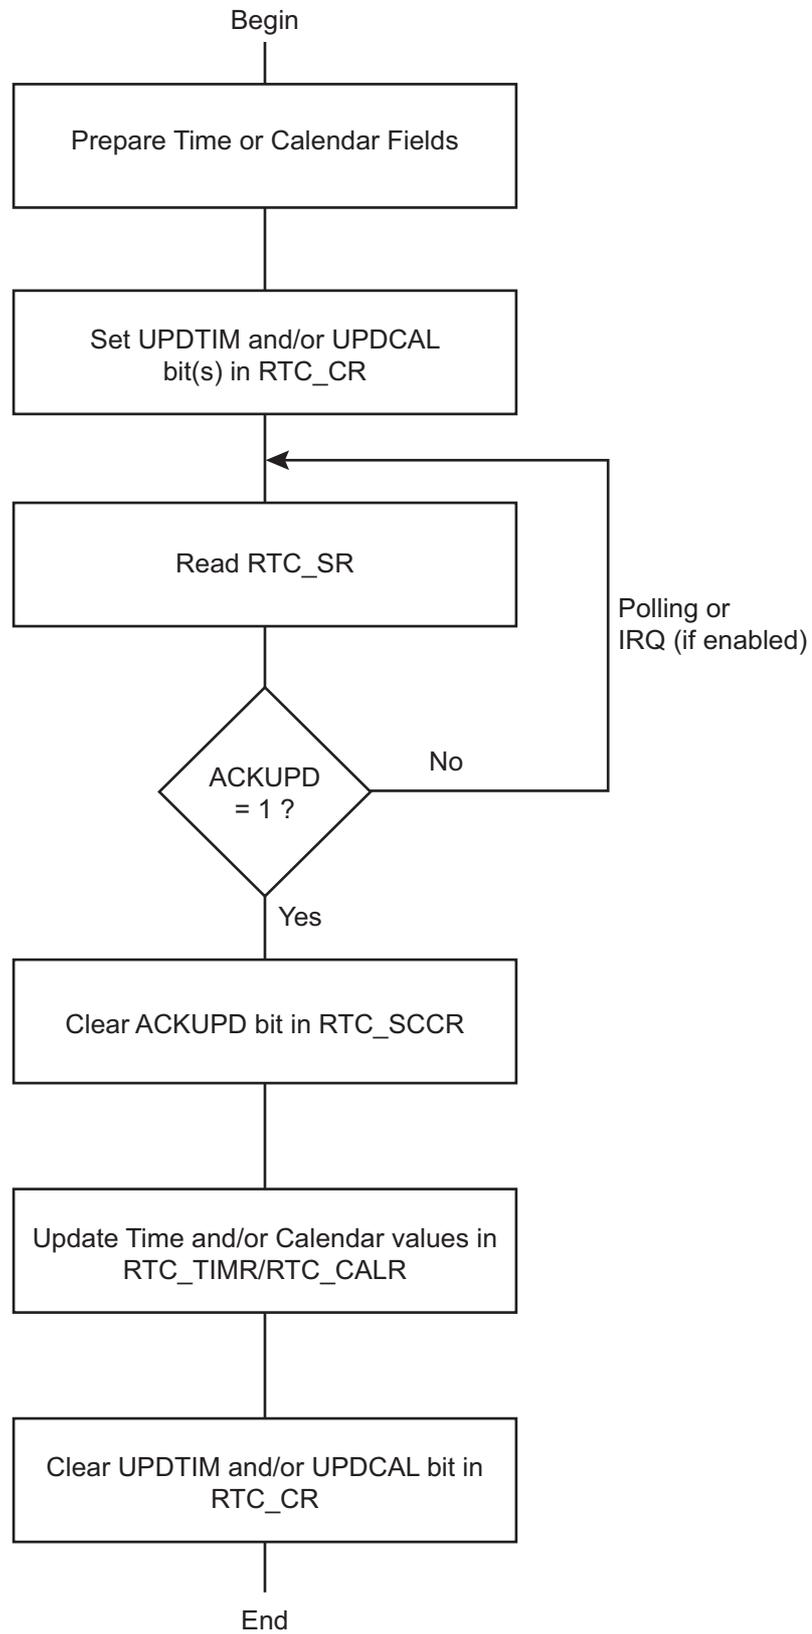 Begin
Prepare Time or Calendar Fields
Set UPDTIM and/or UPDCAL
bit(s) in RTC_CR
Read RTC_SR
Polling or
IRQ (if enabled)
No
ACKUPD
= 1 ?
Yes
Clear ACKUPD bit in RTC_SCCR
Update Time and/or Calendar values in
RTC_TIMR/RTC_CALR
Clear UPDTIM and/or UPDCAL bit in
RTC_CR
End